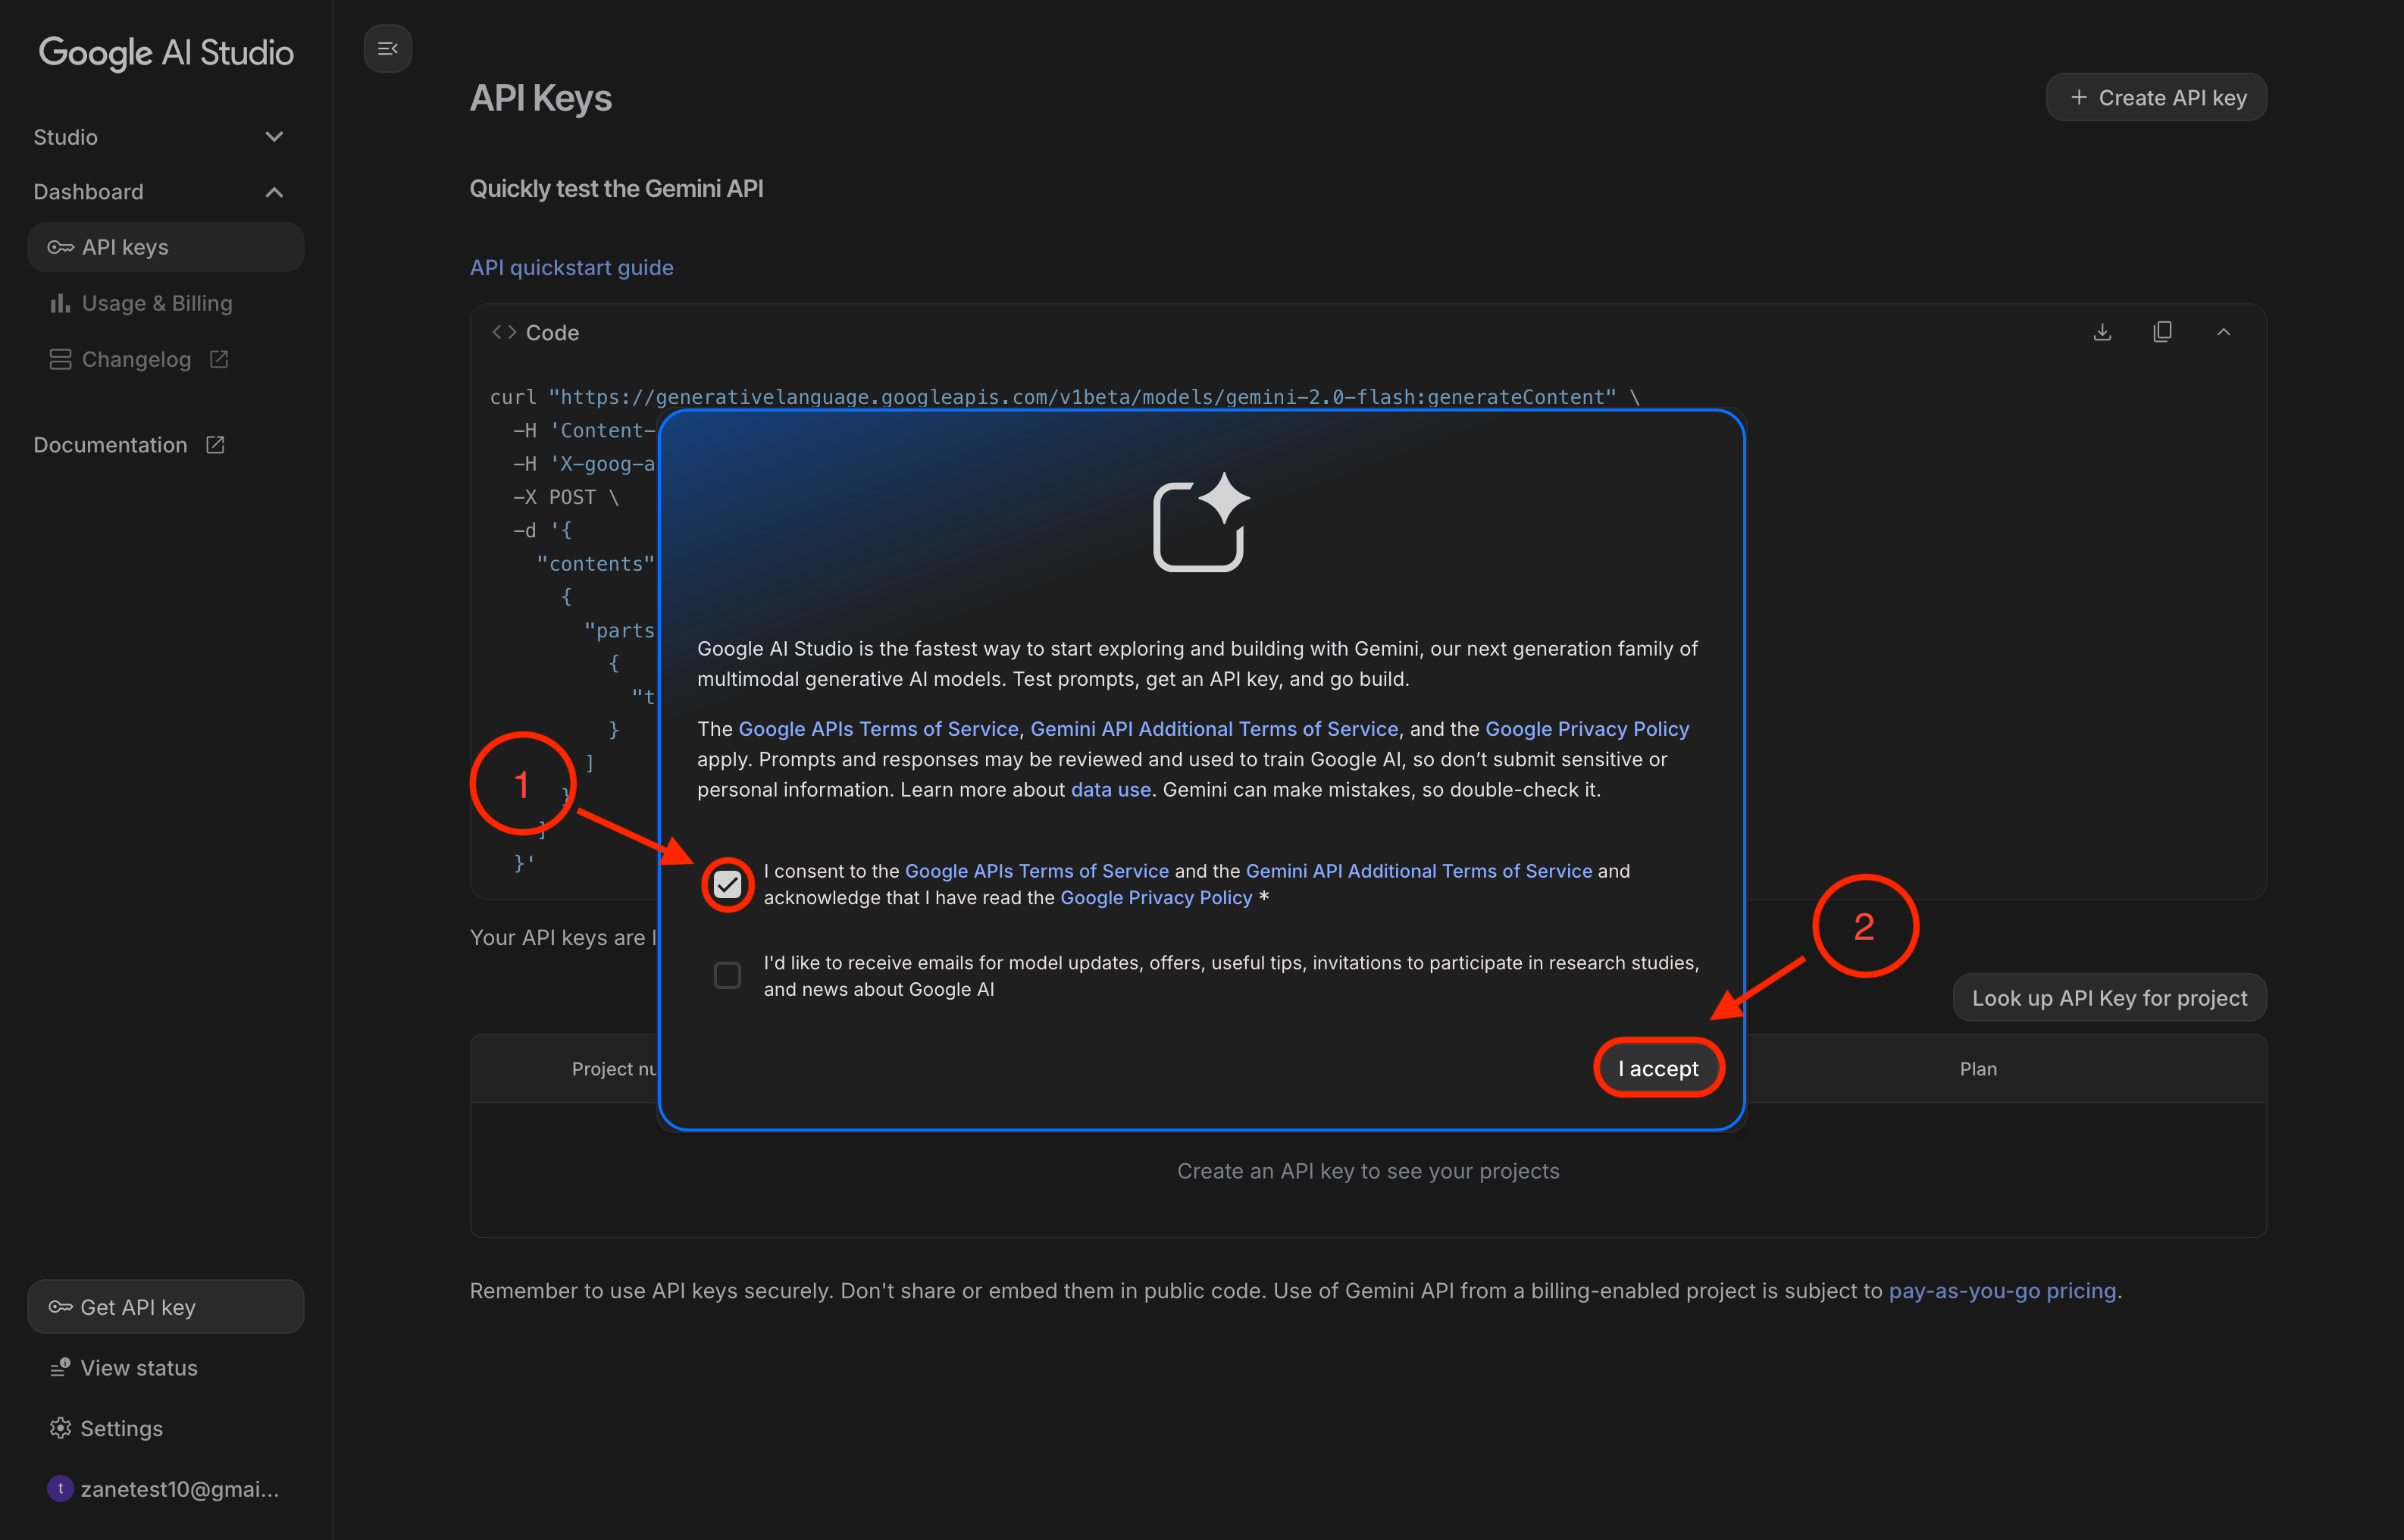 Google AI Studio
Studio
Dashboard
API keys
Usage & Billing
Changelog
Documentation
Get API key
View status
Settings
t
zanetest10@gmai...
API Keys
Create API key
Quickly test the Gemini API
API quickstart guide
<> Code
curl "https://generativelanguage.googleapis.com/v1beta/models/gemini-2.0-flash:generateContent" \
-H 'Content-
-H 'X-goog-a
-X POST \
-d '{
"contents"
{
"parts
{
"t
}
]
}
]
}'
Google AI Studio is the fastest way to start exploring and building with Gemini, our next generation family of
multimodal generative AI models. Test prompts, get an API key, and go build.
The Google APIs Terms of Service, Gemini API Additional Terms of Service, and the Google Privacy Policy
apply. Prompts and responses may be reviewed and used to train Google AI, so don’t submit sensitive or
personal information. Learn more about data use. Gemini can make mistakes, so double-check it.
1
I consent to the Google APIs Terms of Service and the Gemini API Additional Terms of Service and
acknowledge that I have read the Google Privacy Policy *
I'd like to receive emails for model updates, offers, useful tips, invitations to participate in research studies,
and news about Google AI
2
I accept
Your API keys are
Look up API Key for project
Project nu
Plan
Create an API key to see your projects
Remember to use API keys securely. Don't share or embed them in public code. Use of Gemini API from a billing-enabled project is subject to pay-as-you-go pricing.